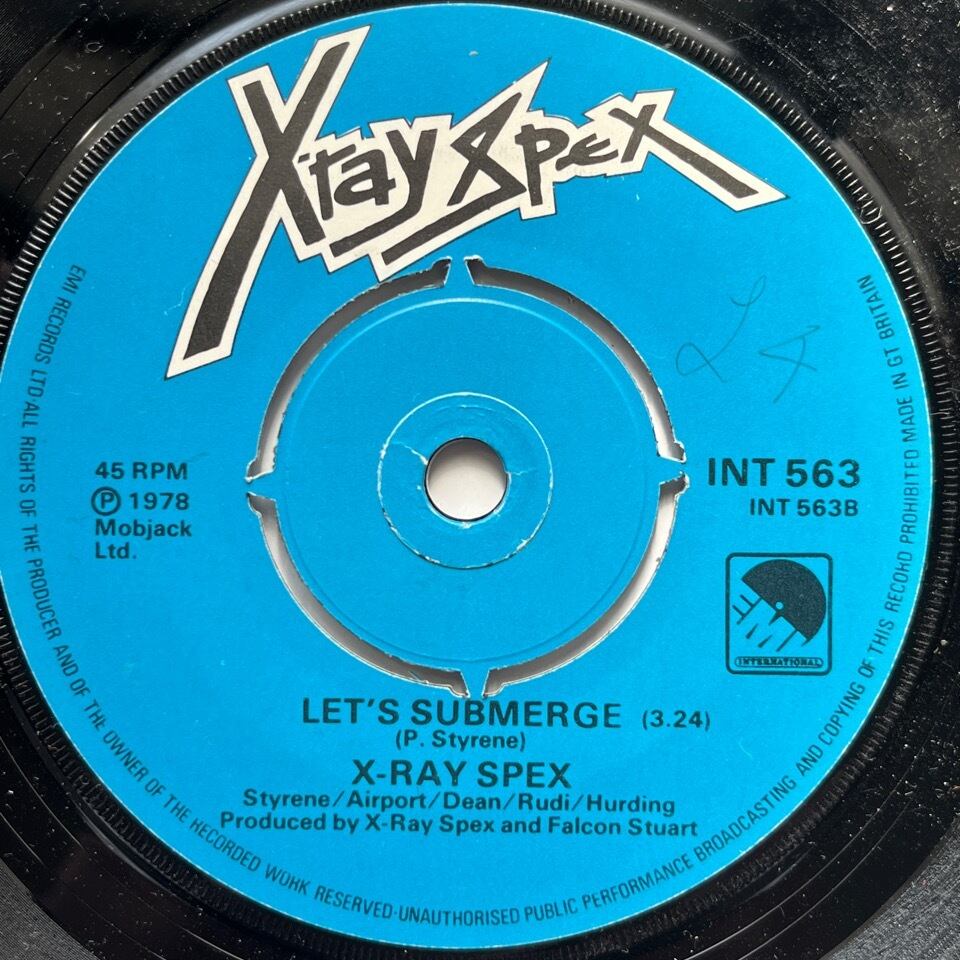 X-ray Spex
45 RPM
Ⓟ 1978
Mobjack
Ltd.
INT 563
INT 563B
EMI
INTERNATIONAL
LET'S SUBMERGE (3.24)
(P. Styrene)
X-RAY SPEX
Styrene/Airport/Dean/Rudi/Hurding
Produced by X-Ray Spex and Falcon Stuart
EMI RECORDS LTD ALL RIGHTS OF THE PRODUCER AND OF THE OWNER OF THE RECORDED WORK RESERVED·UNAUTHORISED PUBLIC PERFORMANCE BROADCASTING AND COPYING OF THIS RECORD PROHIBITED MADE IN GT BRITAIN